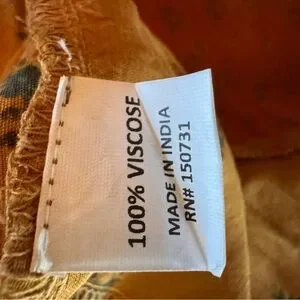 100% VISCOSE
MADE IN INDIA
RN# 150731